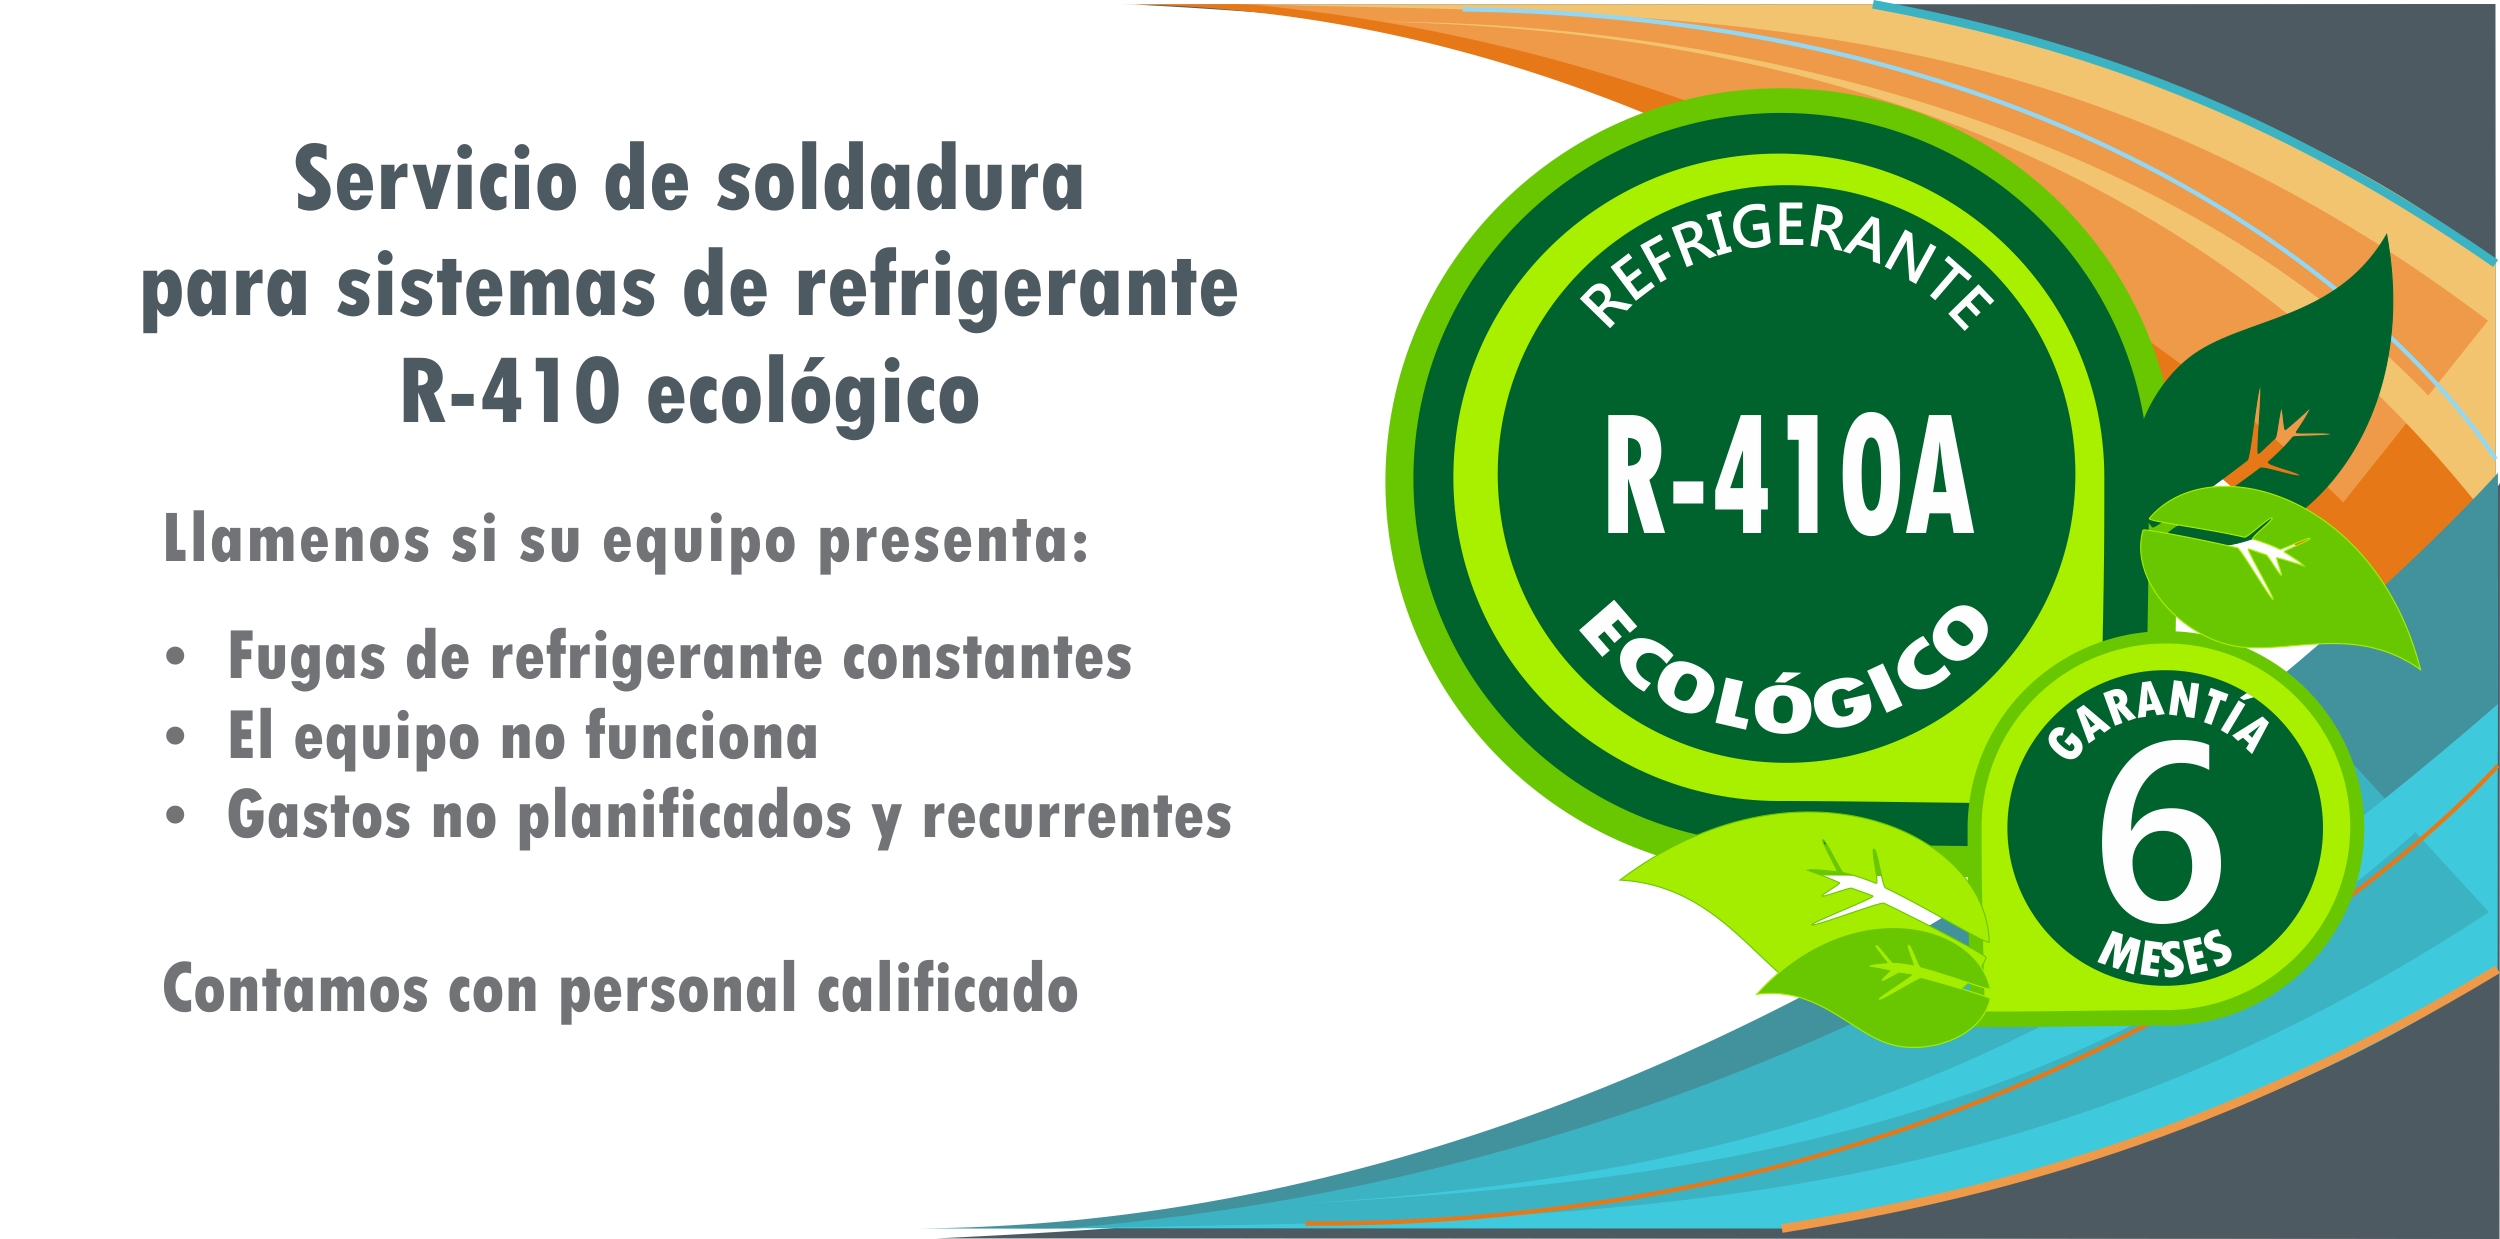 Servicio de soldadura
para sistemas de refrigerante
R-410 ecológico
Llamonos si su equipo presenta:
• Fugas de refrigerante constantes
• El equipo no funciona
• Gastos no planificados y recurrentes
Contamos con personal calificado
REFRIGERANTE
R-410A
ECOLÓGICO
GARANTÍA
6
MESES